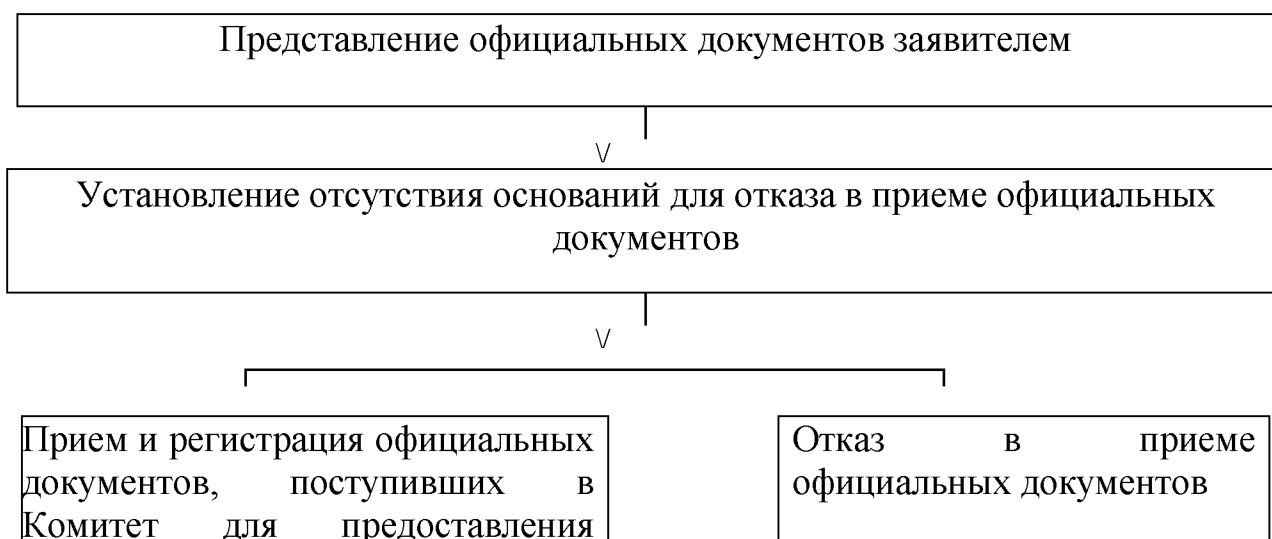 Представление официальных документов заявителем
\/
Установление отсутствия оснований для отказа в приеме официальных
документов
\/
Прием и регистрация официальных
документов, поступивших в
Комитет для предоставления
Отказ в приеме
официальных документов